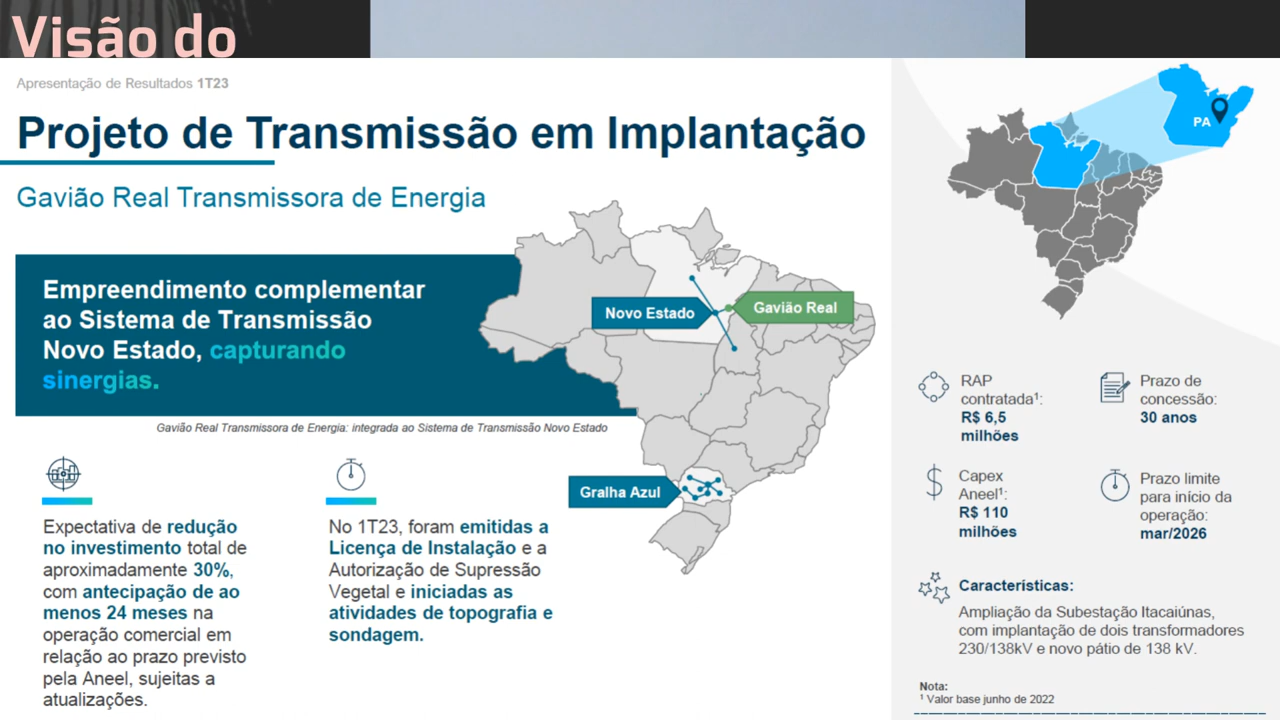 Visão do
Apresentação de Resultados 1T23
Projeto de Transmissão em Implantação
Gavião Real Transmissora de Energia
Empreendimento complementar
ao Sistema de Transmissão
Novo Estado, capturando
sinergias.
Gavião Real Transmissora de Energia: integrada ao Sistema de Transmissão Novo Estado
Novo Estado
Gavião Real
Gralha Azul
Expectativa de redução
no investimento total de
aproximadamente 30%,
com antecipação de ao
menos 24 meses na
operação comercial em
relação ao prazo previsto
pela Aneel, sujeitas a
atualizações.
No 1T23, foram emitidas a
Licença de Instalação e a
Autorização de Supressão
Vegetal e iniciadas as
atividades de topografia e
sondagem.
PA
RAP
contratada¹:
R$ 6,5
milhões
Prazo de
concessão:
30 anos
Capex
Aneel¹:
R$ 110
milhões
Prazo limite
para início da
operação:
mar/2026
Características:
Ampliação da Subestação Itacaiúnas,
com implantação de dois transformadores
230/138kV e novo pátio de 138 kV.
Nota:
¹ Valor base junho de 2022